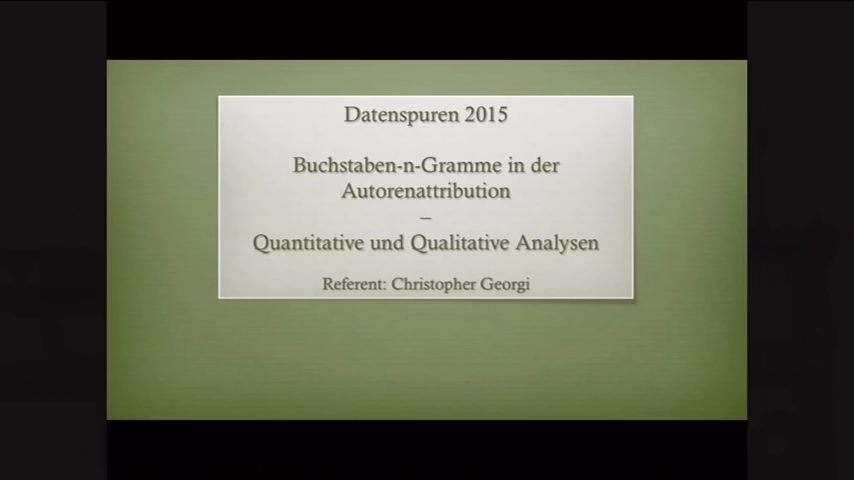 Datenspuren 2015
Buchstaben-n-Gramme in der
Autorenattribution
–
Quantitative und Qualitative Analysen
Referent: Christopher Georgi